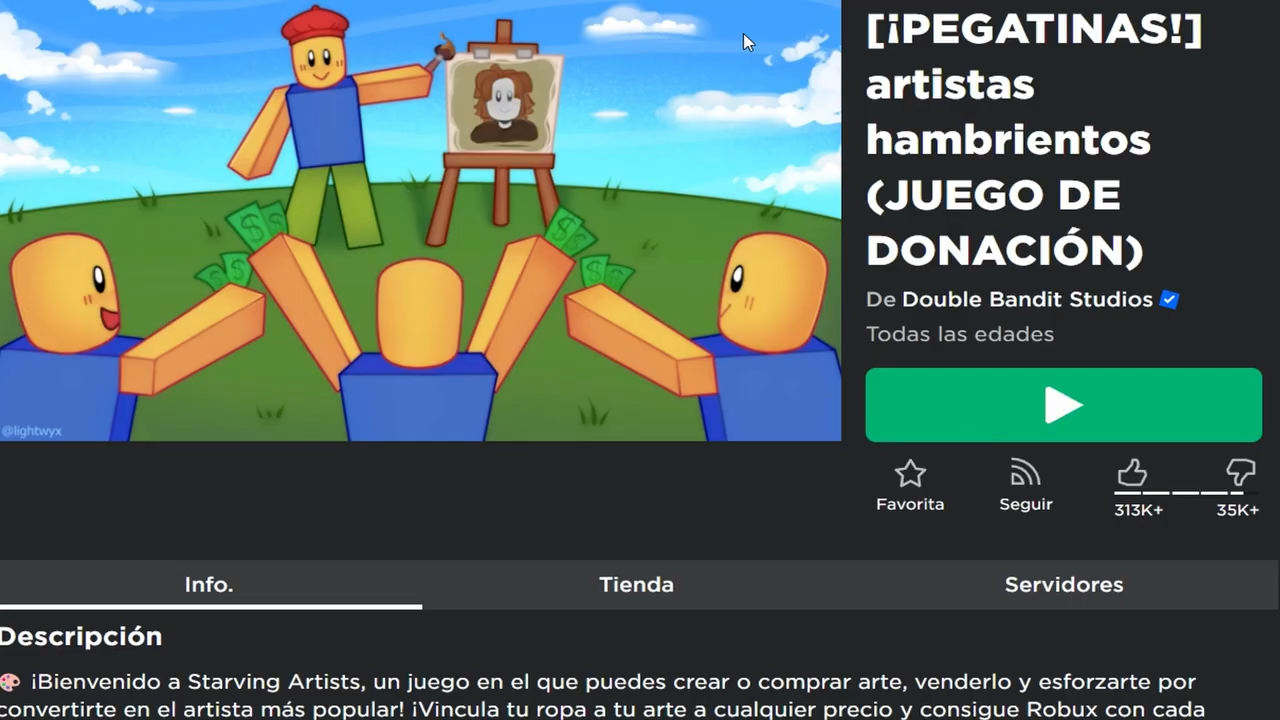 [¡PEGATINAS!]
artistas
hambrientos
(JUEGO DE
DONACIÓN)
De Double Bandit Studios
Todas las edades
@lightwyx
Favorita
Seguir
313K+
35K+
Info.
Tienda
Servidores
Descripción
¡Bienvenido a Starving Artists, un juego en el que puedes crear o comprar arte, venderlo y esforzarte por
convertirte en el artista más popular! ¡Vincula tu ropa a tu arte a cualquier precio y consigue Robux con cada